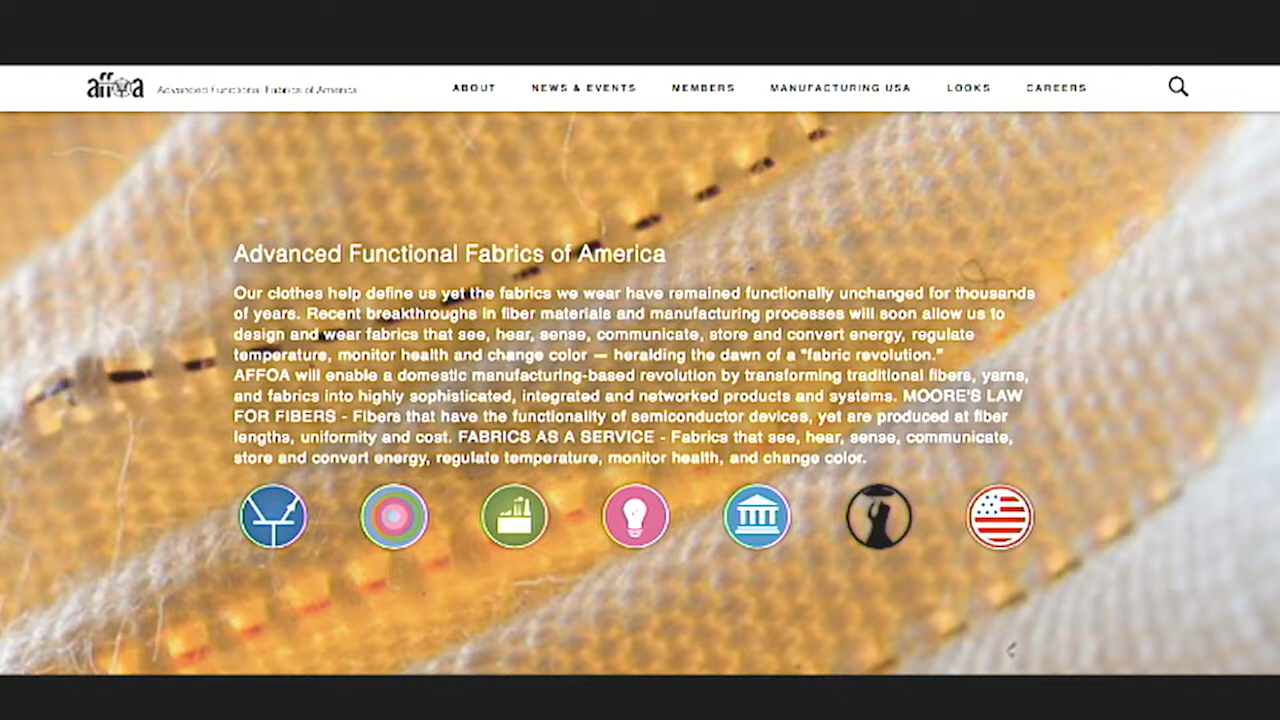 affoa Advanced Functional Fabrics of America ABOUT NEWS & EVENTS MEMBERS MANUFACTURING USA LOOKS CAREERS
Advanced Functional Fabrics of America
Our clothes help define us yet the fabrics we wear have remained functionally unchanged for thousands
of years. Recent breakthroughs in fiber materials and manufacturing processes will soon allow us to
design and wear fabrics that see, hear, sense, communicate, store and convert energy, regulate
temperature, monitor health and change color — heralding the dawn of a "fabric revolution."
AFFOA will enable a domestic manufacturing-based revolution by transforming traditional fibers, yarns,
and fabrics into highly sophisticated, integrated and networked products and systems. MOORE'S LAW
FOR FIBERS - Fibers that have the functionality of semiconductor devices, yet are produced at fiber
lengths, uniformity and cost. FABRICS AS A SERVICE - Fabrics that see, hear, sense, communicate,
store and convert energy, regulate temperature, monitor health, and change color.